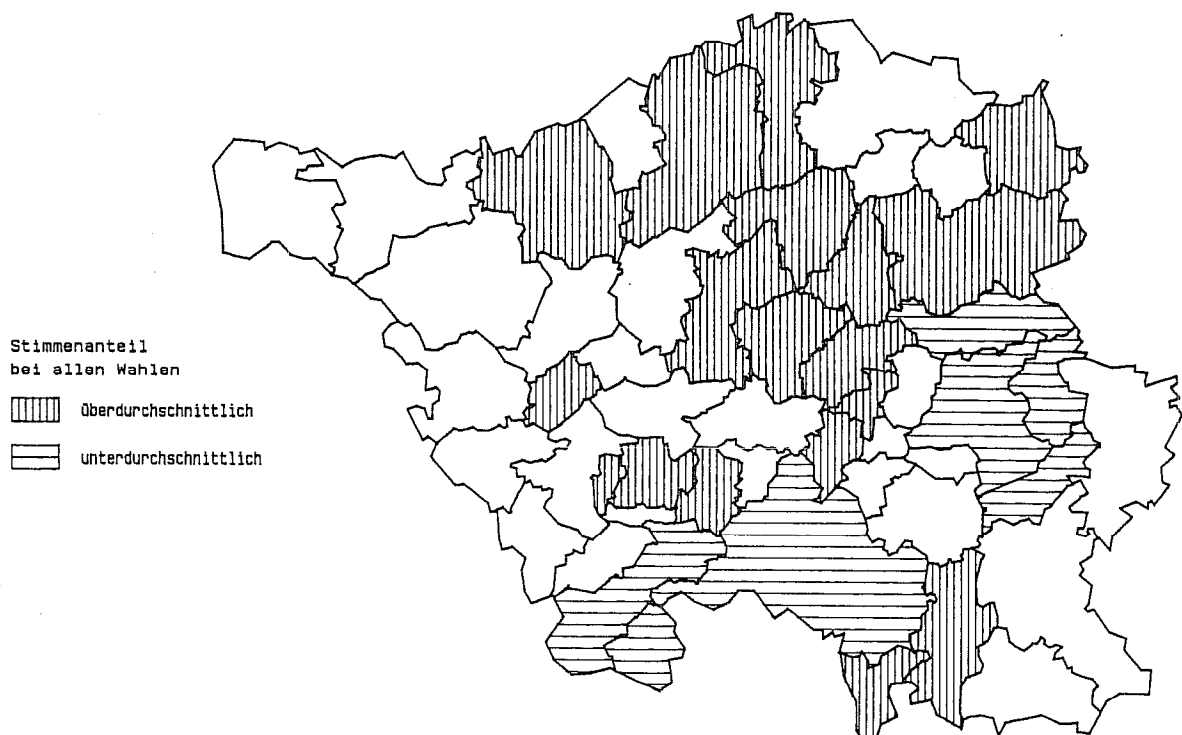 Stimmenanteil
bei allen Wahlen
überdurchschnittlich
unterdurchschnittlich